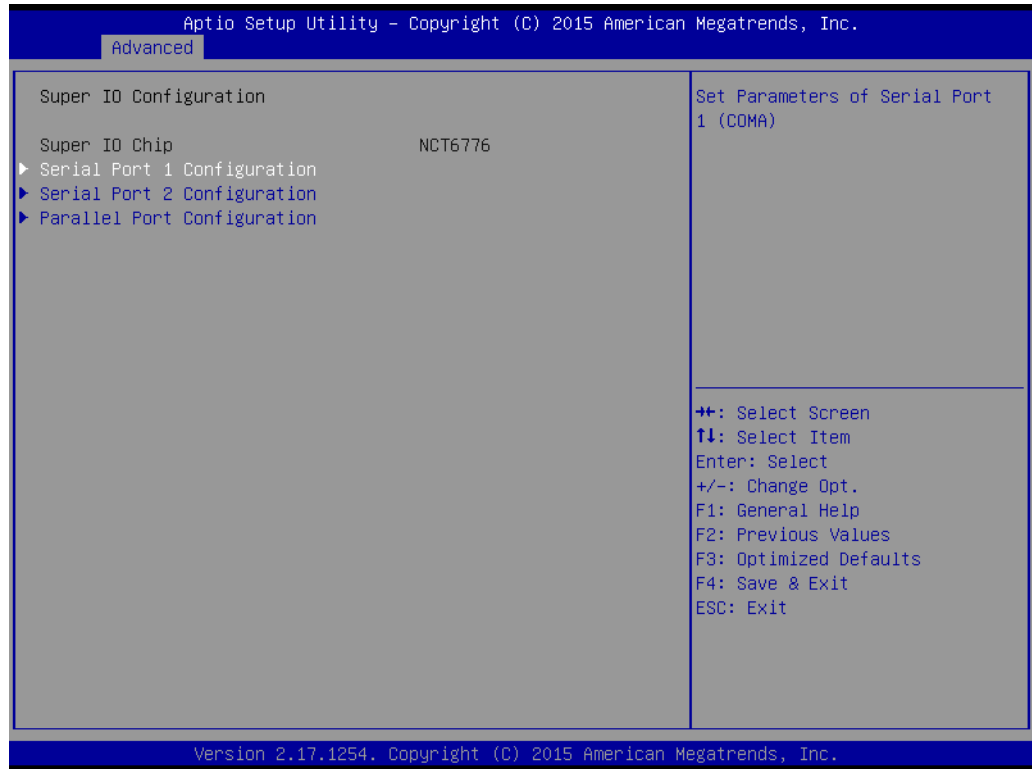 Aptio Setup Utility – Copyright (C) 2015 American Megatrends, Inc.
Advanced
Super IO Configuration
Super IO Chip NCT6776
Serial Port 1 Configuration
Serial Port 2 Configuration
Parallel Port Configuration
Set Parameters of Serial Port
1 (COMA)
→←: Select Screen
↑↓: Select Item
Enter: Select
+/-: Change Opt.
F1: General Help
F2: Previous Values
F3: Optimized Defaults
F4: Save & Exit
ESC: Exit
Version 2.17.1254. Copyright (C) 2015 American Megatrends, Inc.